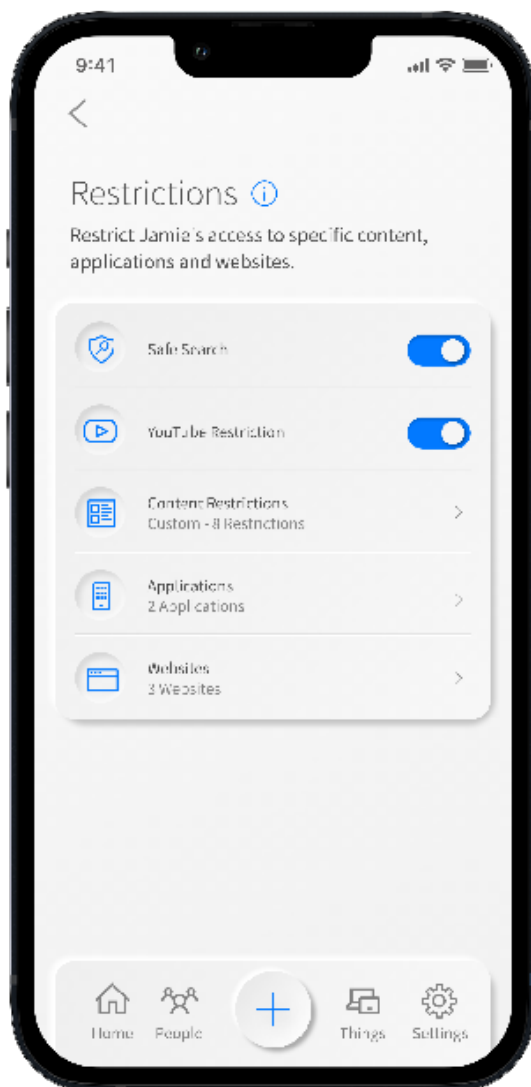 9:41
Restrictions
Restrict Jamie's access to specific content,
applications and websites.
Safe Search
YouTube Restriction
Content Restrictions
Custom - 8 Restrictions
Applications
2 Applications
Websites
3 Websites
Home People Things Settings